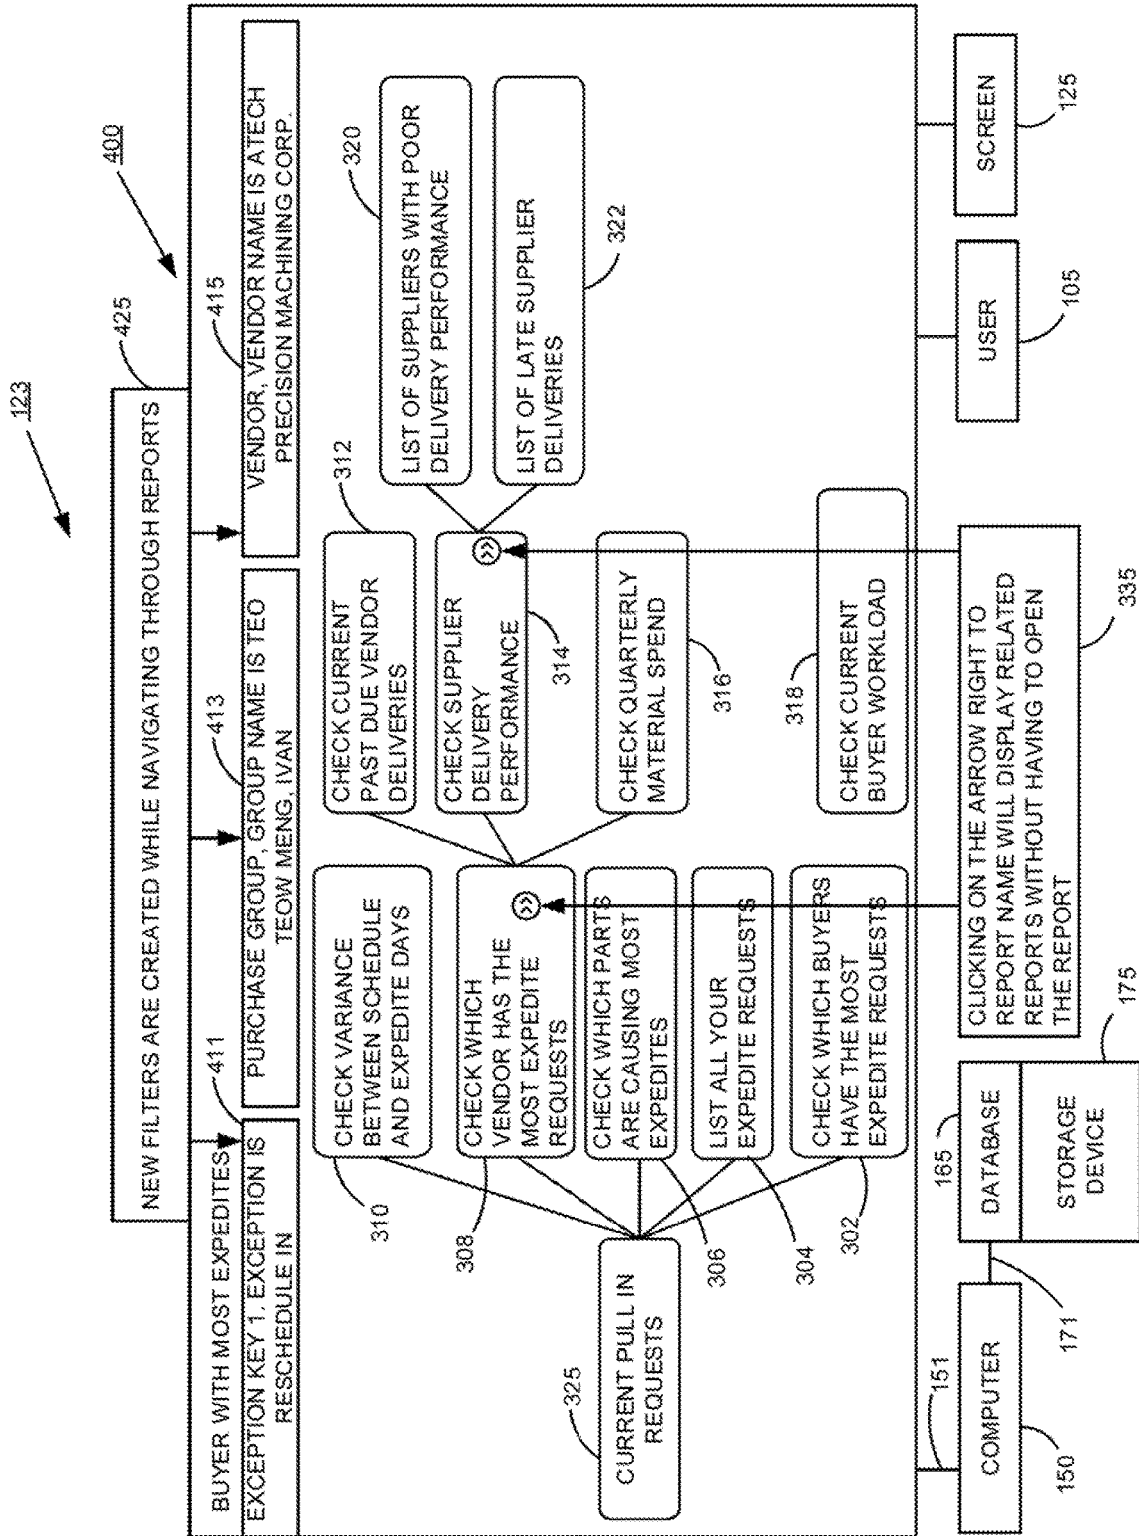 123
400
NEW FILTERS ARE CREATED WHILE NAVIGATING THROUGH REPORTS
425
BUYER WITH MOST EXPEDITES
411
EXCEPTION KEY 1. EXCEPTION IS
RESCHEDULE IN
413
PURCHASE GROUP, GROUP NAME IS TEO
TEOW MENG, IVAN
415
VENDOR, VENDOR NAME IS ATECH
PRECISION MACHINING CORP.
325
CURRENT PULL IN
REQUESTS
310
CHECK VARIANCE
BETWEEN SCHEDULE
AND EXPEDITE DAYS
308
CHECK WHICH
VENDOR HAS THE
MOST EXPEDITE
REQUESTS
306
CHECK WHICH PARTS
ARE CAUSING MOST
EXPEDITES
304
LIST ALL YOUR
EXPEDITE REQUESTS
302
CHECK WHICH BUYERS
HAVE THE MOST
EXPEDITE REQUESTS
312
CHECK CURRENT
PAST DUE VENDOR
DELIVERIES
CHECK SUPPLIER
DELIVERY
PERFORMANCE
314
CHECK QUARTERLY
MATERIAL SPEND
316
318
CHECK CURRENT
BUYER WORKLOAD
320
LIST OF SUPPLIERS WITH POOR
DELIVERY PERFORMANCE
LIST OF LATE SUPPLIER
DELIVERIES
322
151
COMPUTER
150
171
165
DATABASE
STORAGE
DEVICE
175
CLICKING ON THE ARROW RIGHT TO
REPORT NAME WILL DISPLAY RELATED
REPORTS WITHOUT HAVING TO OPEN
THE REPORT
335
USER
105
SCREEN
125